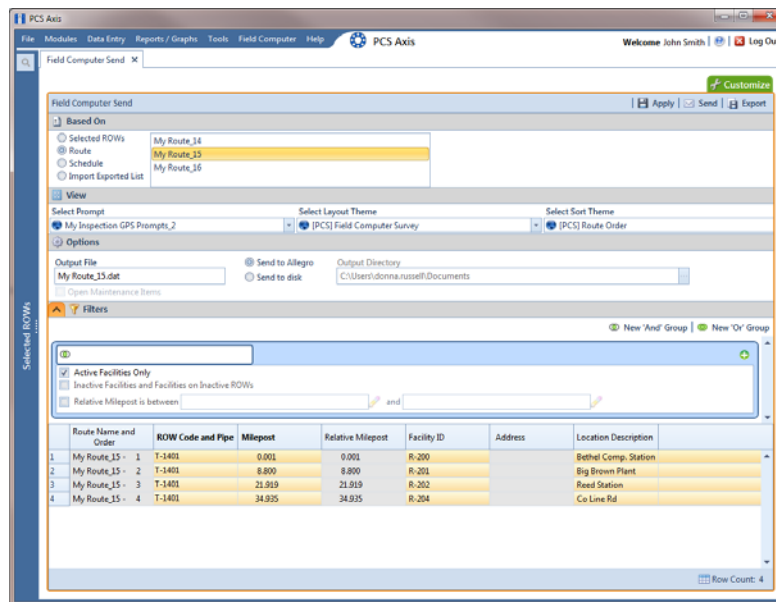 PCS Axis
File Modules Data Entry Reports / Graphs Tools Field Computer Help PCS Axis Welcome John Smith | Log Ou
Field Computer Send
Customize
Field Computer Send Apply | Send | Export
Based On
Selected ROWs
Route
Schedule
Import Exported List
My Route_14
My Route_15
My Route_16
View
Select Prompt Select Layout Theme Select Sort Theme
My Inspection GPS Prompts_2 [PCS] Field Computer Survey [PCS] Route Order
Options
Output File Send to Allegro Output Directory
My Route_15.dat Send to disk C:\Users\donna.russell\Documents
Open Maintenance Items
Filters
Selected ROWs
New 'And' Group | New 'Or' Group
Active Facilities Only
Inactive Facilities and Facilities on Inactive ROWs
Relative Milepost is between and
Route Name and Order ROW Code and Pipe Milepost Relative Milepost Facility ID Address Location Description
1 My Route_15 - 1 T-1401 0.001 0.001 R-200 Bethel Comp. Station
2 My Route_15 - 2 T-1401 8.800 8.800 R-201 Big Brown Plant
3 My Route_15 - 3 T-1401 21.919 21.919 R-202 Reed Station
4 My Route_15 - 4 T-1401 34.935 34.935 R-204 Co Line Rd
Row Count: 4